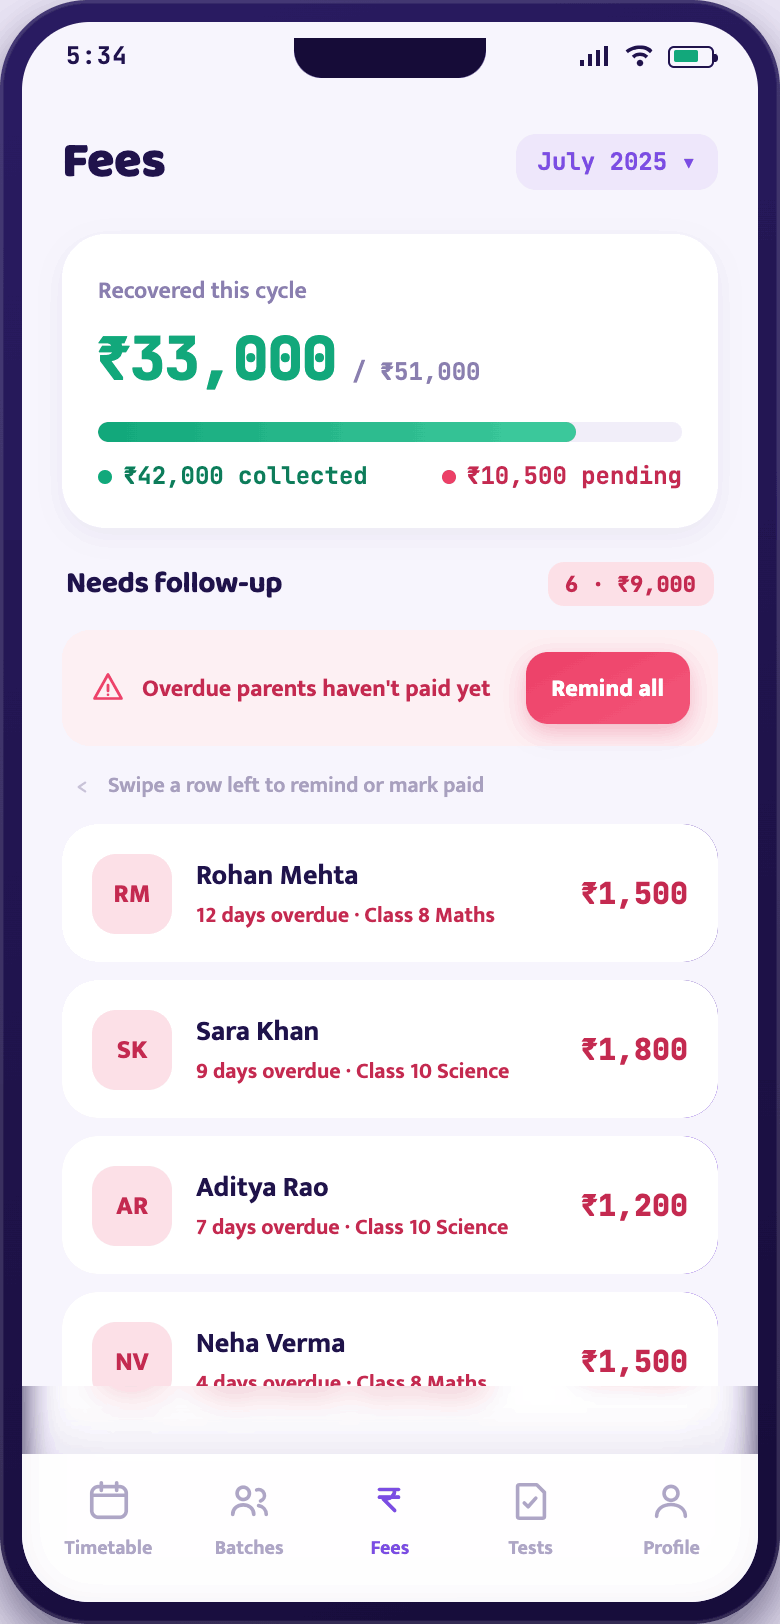 5:34
Fees
July 2025 ▾
Recovered this cycle
₹33,000 / ₹51,000
₹42,000 collected
₹10,500 pending
Needs follow-up
6 · ₹9,000
Overdue parents haven't paid yet
Remind all
< Swipe a row left to remind or mark paid
RM
Rohan Mehta
12 days overdue · Class 8 Maths
₹1,500
SK
Sara Khan
9 days overdue · Class 10 Science
₹1,800
AR
Aditya Rao
7 days overdue · Class 10 Science
₹1,200
NV
Neha Verma
4 days overdue · Class 8 Maths
₹1,500
₹
Timetable
Batches
Fees
Tests
Profile